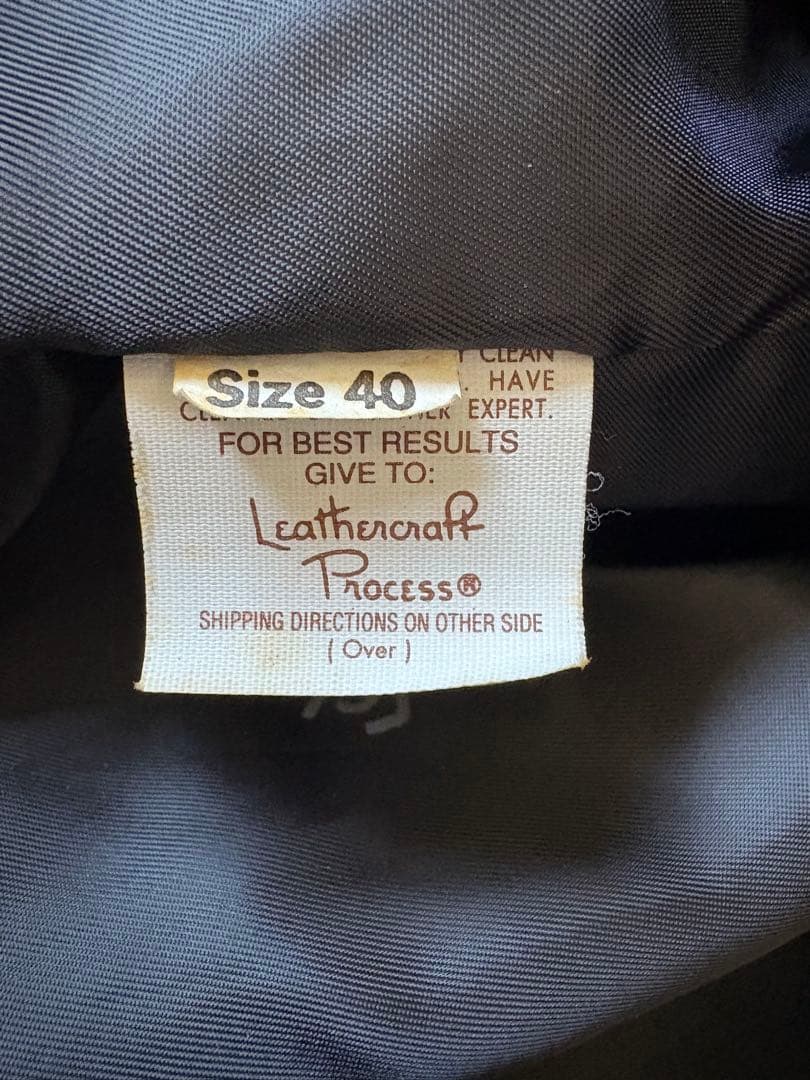 CLEAN
Size 40
. HAVE
EXPERT.
FOR BEST RESULTS
GIVE TO:
Leathercraft
Process®
SHIPPING DIRECTIONS ON OTHER SIDE
( Over )